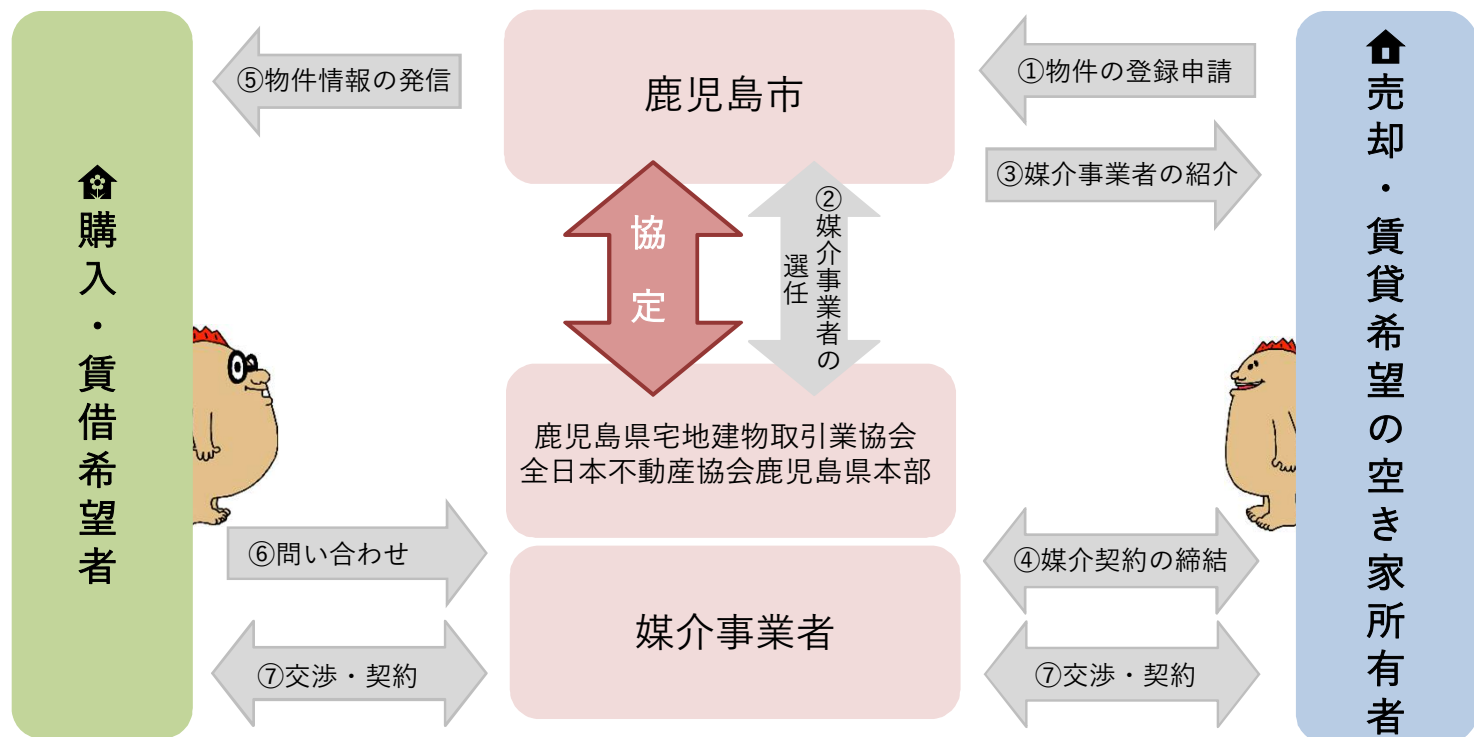 購入・賃借希望者
⑤物件情報の発信
鹿児島市
①物件の登録申請
③媒介事業者の紹介
協定
②媒介事業者の
選任
鹿児島県宅地建物取引業協会
全日本不動産協会鹿児島県本部
⑥問い合わせ
④媒介契約の締結
媒介事業者
⑦交渉・契約
⑦交渉・契約
売却・賃貸希望の空き家所有者